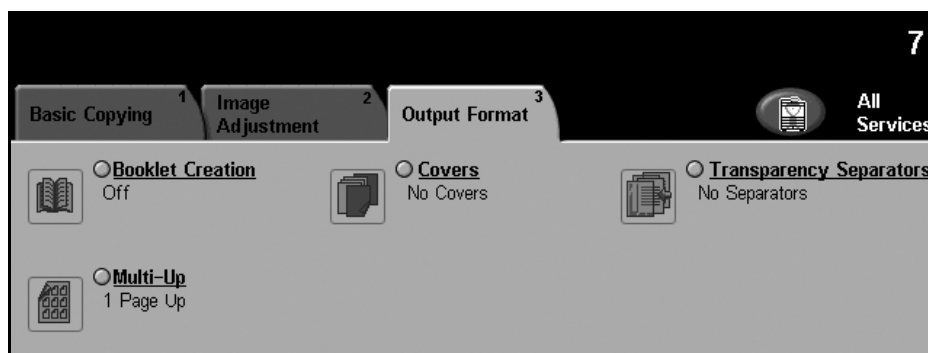 7
Basic Copying 1
Image 2
Adjustment
Output Format 3
All
Services
Booklet Creation
Off
Covers
No Covers
Transparency Separators
No Separators
Multi-Up
1 Page Up